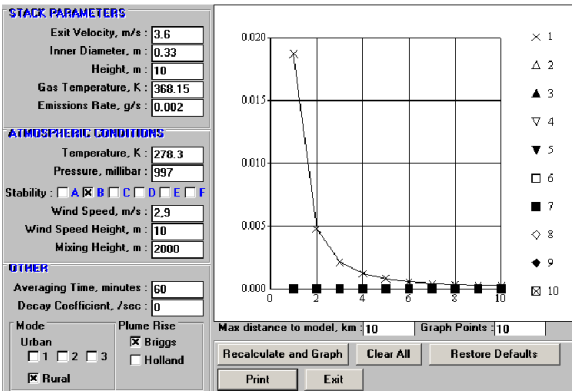 STACK PARAMETERS
Exit Velocity, m/s : 3.6
Inner Diameter, m : 0.33
Height, m : 10
Gas Temperature, K : 368.15
Emissions Rate, g/s : 0.002
ATMOSPHERIC CONDITIONS
Temperature, K : 278.3
Pressure, millibar : 997
Stability : A B C D E F
Wind Speed, m/s : 2,9
Wind Speed Height, m : 10
Mixing Height, m : 2000
OTHER
Averaging Time, minutes : 60
Decay Coefficient, /sec : 0
Mode
Urban
1 2 3
Rural
Plume Rise
Briggs
Holland
0.020
0.015
0.010
0.005
0.000
0 2 4 6 8 10
1
2
3
4
5
6
7
8
9
10
Max distance to model, km : 10 Graph Points : 10
Recalculate and Graph Clear All Restore Defaults
Print Exit